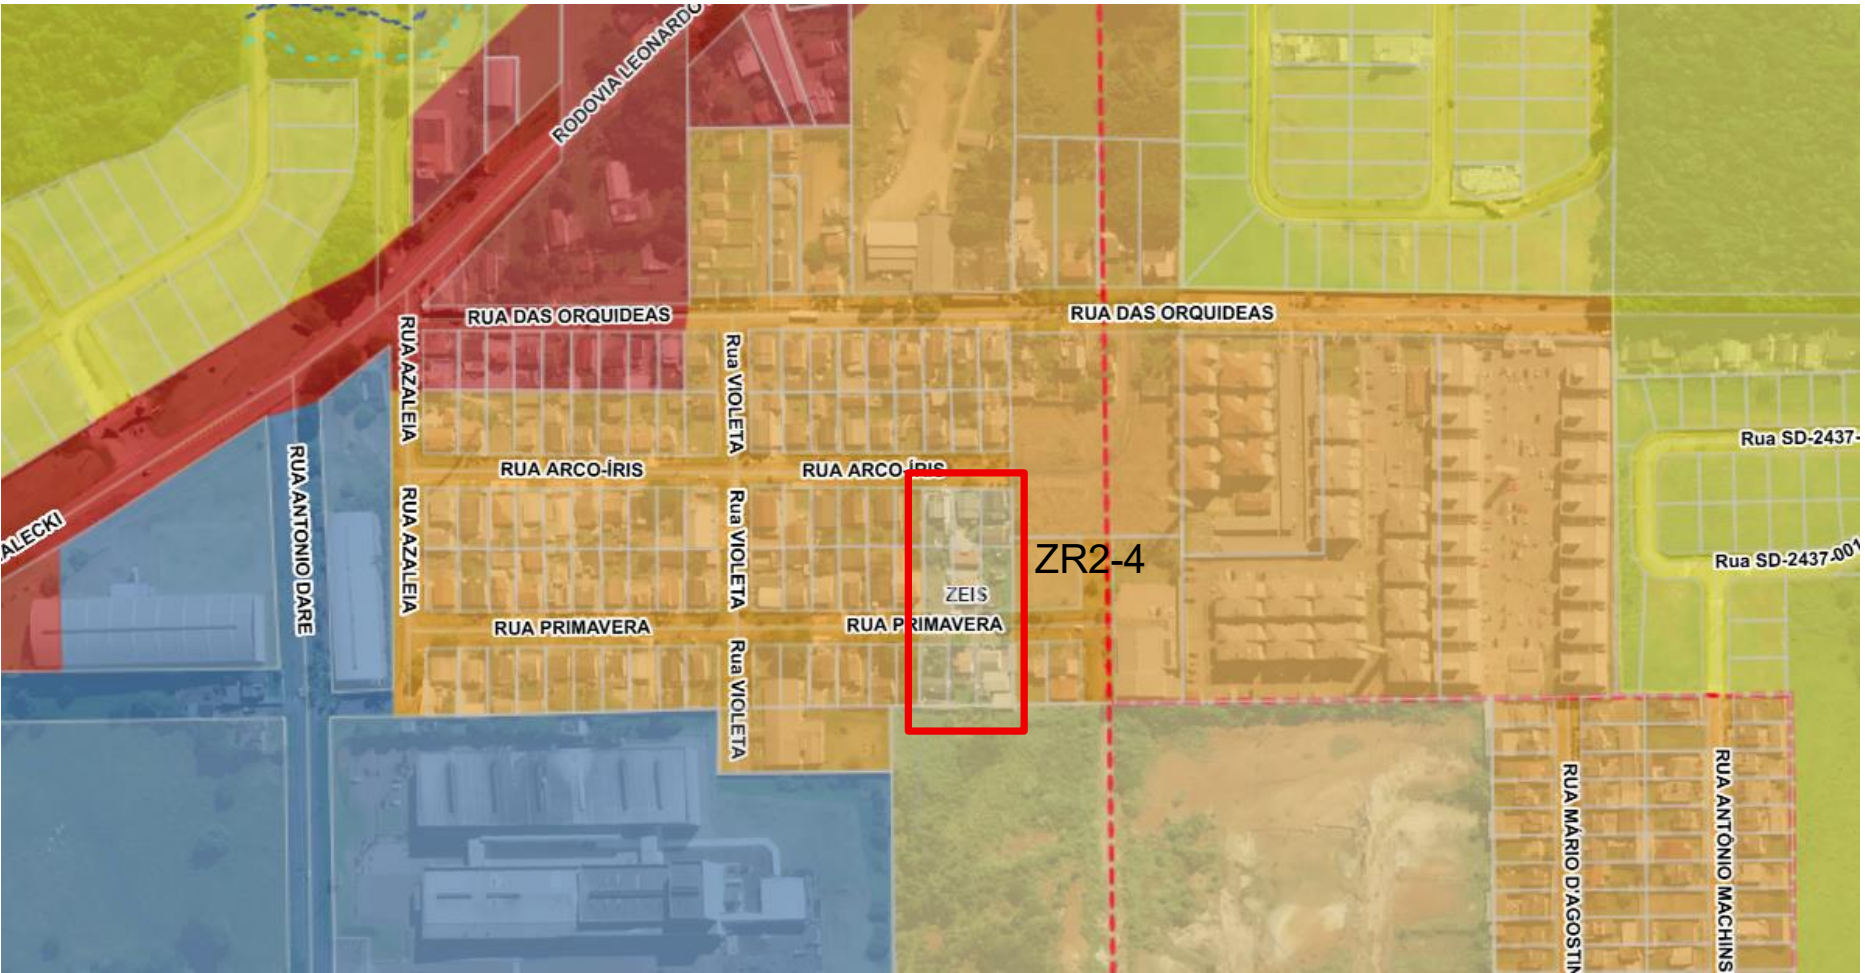 RODOVIA LEONARDO
RUA DAS ORQUIDEAS
RUA DAS ORQUIDEAS
RUA AZALEIA
Rua VIOLETA
Rua SD-2437-
RUA ARCO-ÍRIS
RUA ARCO-ÍRIS
RUA ANTONIO DARE
RUA AZALEIA
Rua VIOLETA
ALECKI
ZR2-4
Rua SD-2437-001
ZEIS
RUA PRIMAVERA
RUA PRIMAVERA
Rua VIOLETA
RUA MÁRIO D'AGOSTIN
RUA ANTÔNIO MACHINS